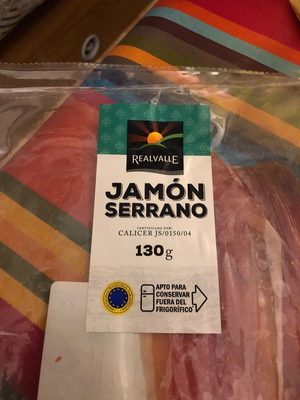 REALVALLE
JAMÓN
SERRANO
CERTIFICADO POR:
CALICER JS/0150/04
130g
APTO PARA
CONSERVAR
FUERA DEL
FRIGORÍFICO